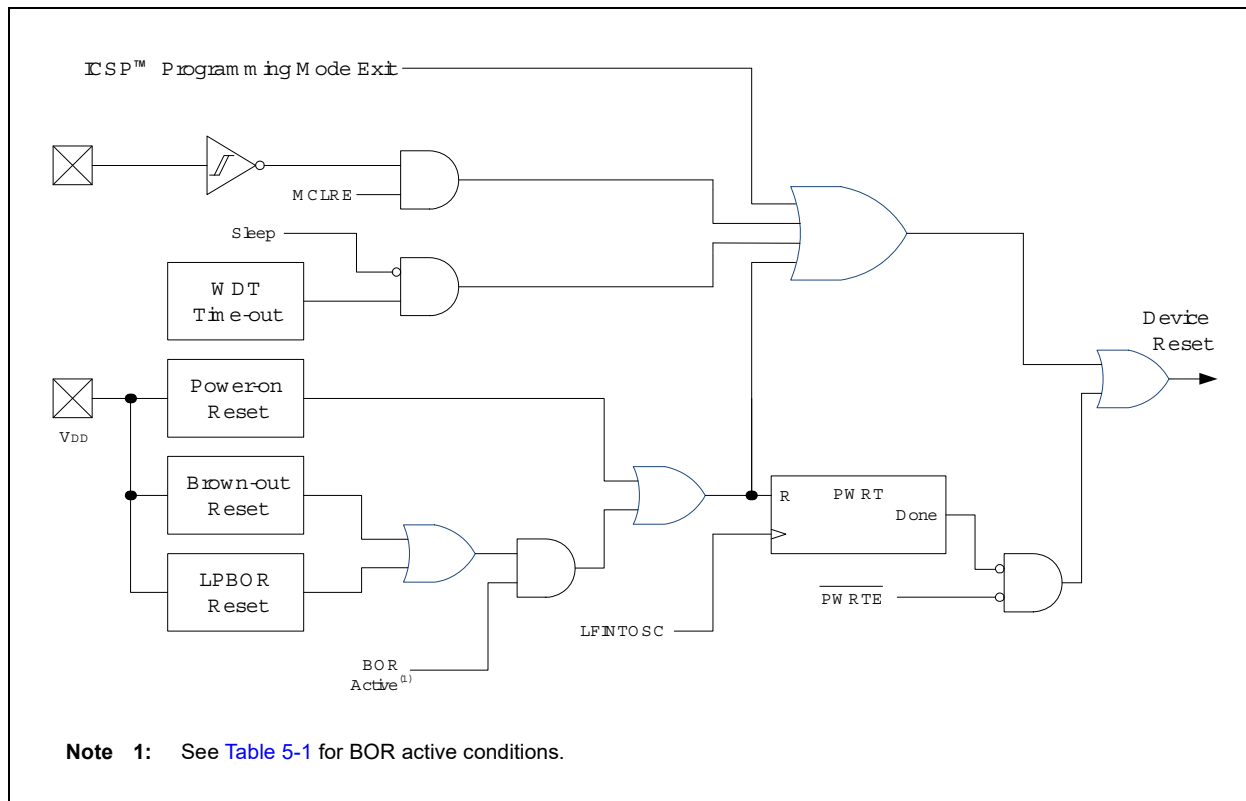 ICSP™ Programming Mode Exit
MCLRE
Sleep
WDT
Time-out
Device
Reset
Power-on
Reset
VDD
Brown-out
Reset
R PWRT
Done
LPBOR
Reset
PWRTE
LFINTOSC
BOR
Active(1)
Note 1: See Table 5-1 for BOR active conditions.